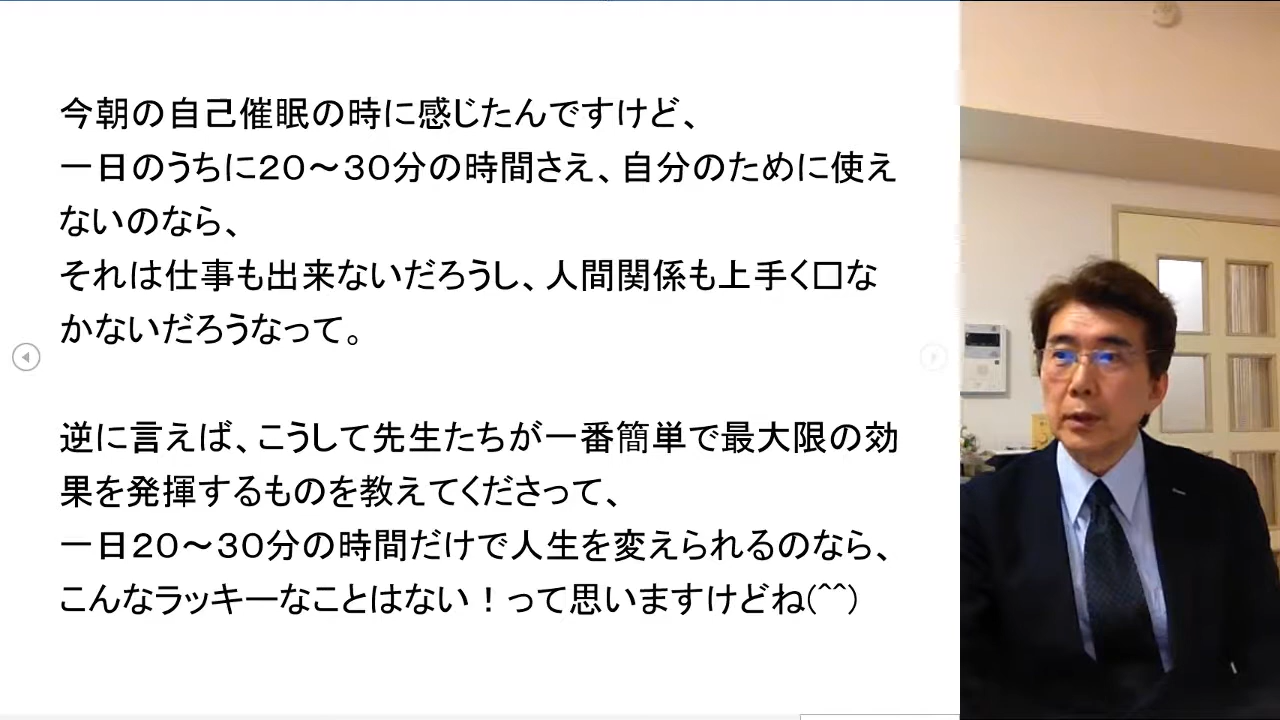 今朝の自己催眠の時に感じたんですけど、
一日のうちに２０～３０分の時間さえ、自分のために使え
ないのなら、
それは仕事も出来ないだろうし、人間関係も上手く□な
かないだろうなって。
逆に言えば、こうして先生たちが一番簡単で最大限の効
果を発揮するものを教えてくださって、
一日２０～３０分の時間だけで人生を変えられるのなら、
こんなラッキーなことはない！って思いますけどね(^^)